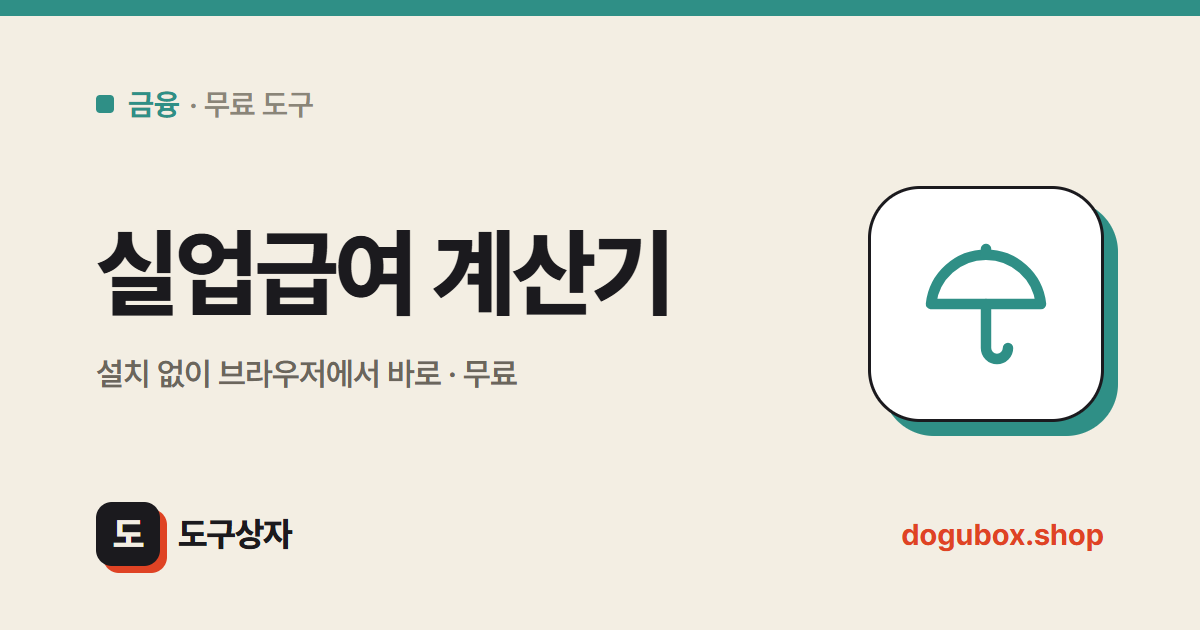 금융 · 무료 도구
실업급여 계산기
설치 없이 브라우저에서 바로 · 무료
도 도구상자
dogubox.shop